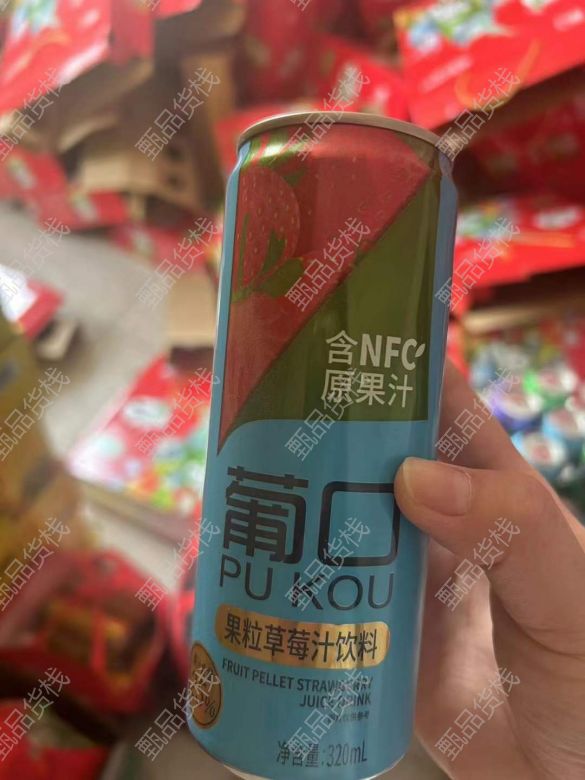 含NFC
原果汁
葡口
PU KOU
果粒草莓汁饮料
FRUIT PELLET STRAWBERRY
JUICE DRINK
净含量:320mL
甄品货栈